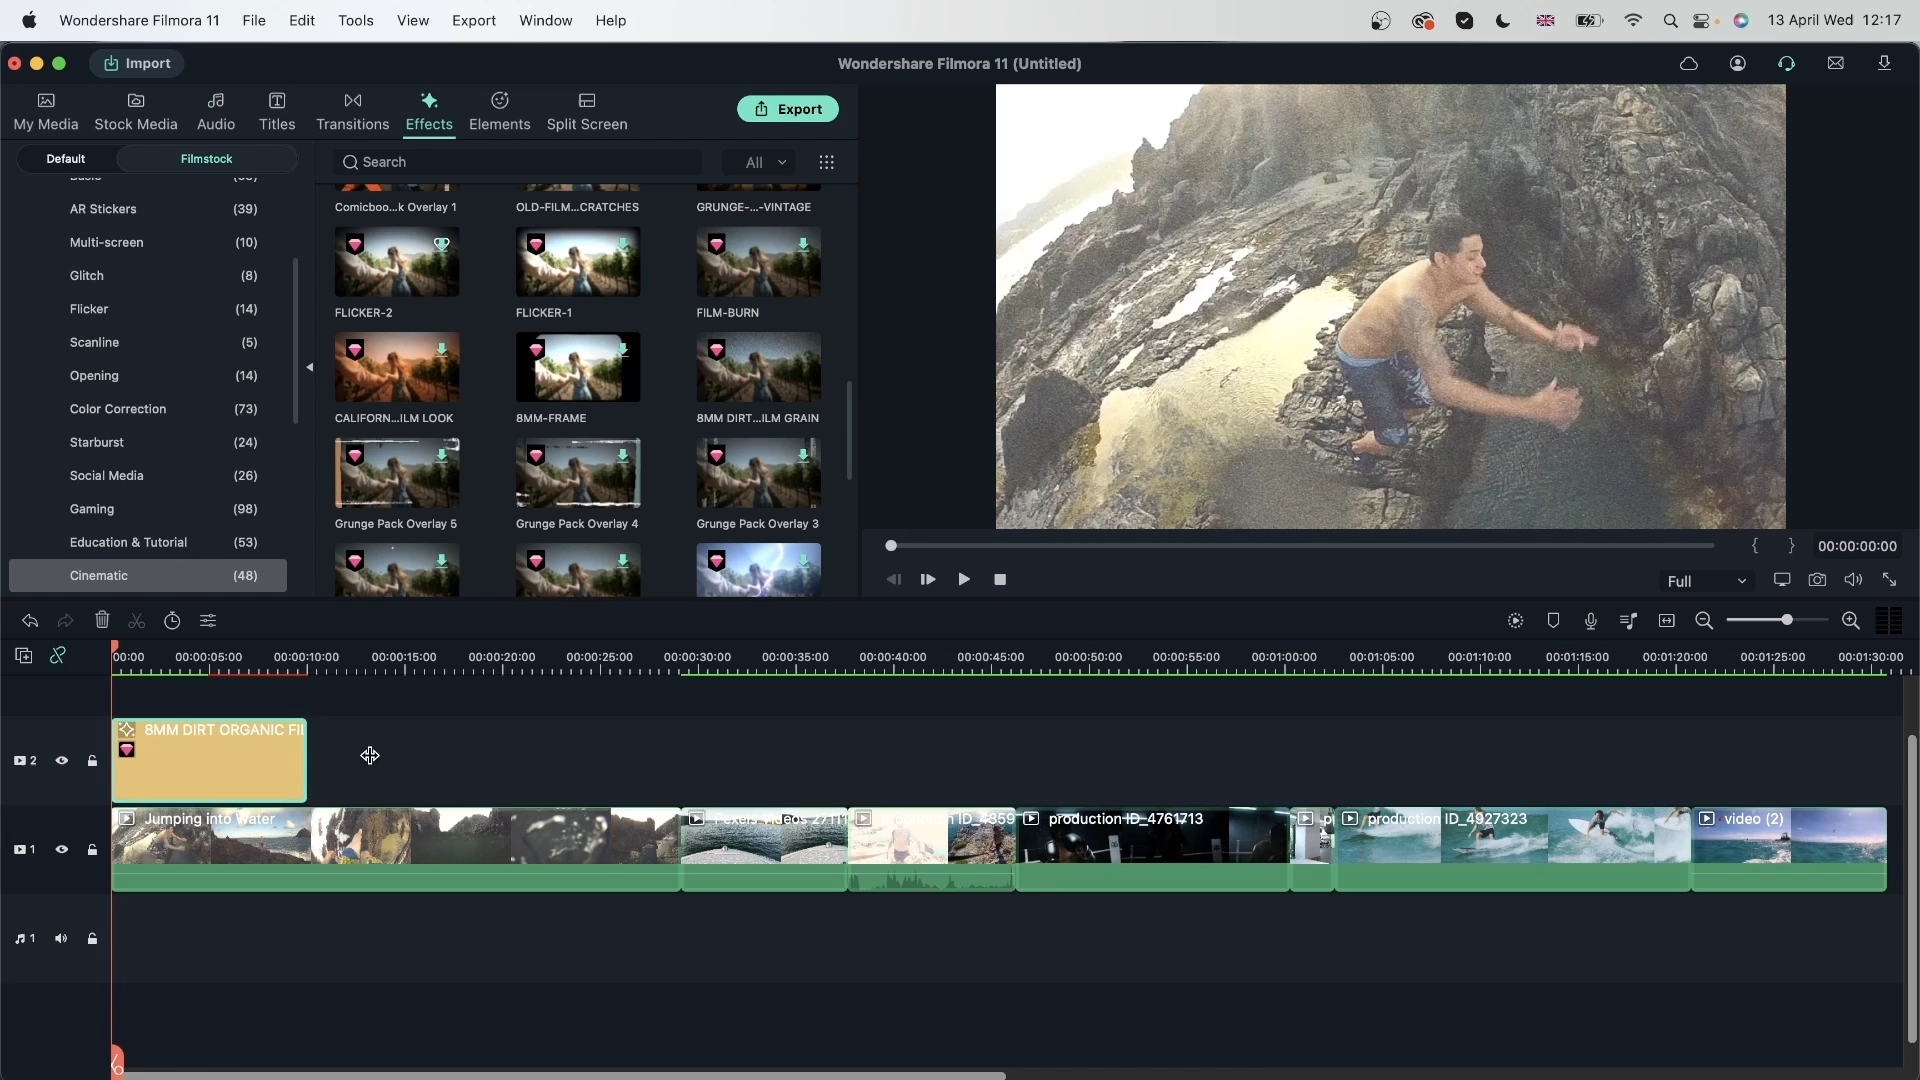 Wondershare Filmora 11 File Edit Tools View Export Window Help 13 April Wed 12:17
Import Wondershare Filmora 11 (Untitled)
My Media Stock Media Audio Titles Transitions Effects Elements Split Screen Export
Default Filmstock Search All
AR Stickers (39)
Multi-screen (10)
Glitch (8)
Flicker (14)
Scanline (5)
Opening (14)
Color Correction (73)
Starburst (24)
Social Media (26)
Gaming (98)
Education & Tutorial (53)
Cinematic (48)
Comicboo...k Overlay 1 OLD-FILM...CRATCHES GRUNGE-...-VINTAGE
FLICKER-2 FLICKER-1 FILM-BURN
CALIFORN...ILM LOOK 8MM-FRAME 8MM DIRT...ILM GRAIN
Grunge Pack Overlay 5 Grunge Pack Overlay 4 Grunge Pack Overlay 3
{ } 00:00:00:00
Full
00:00 00:00:05:00 00:00:10:00 00:00:15:00 00:00:20:00 00:00:25:00 00:00:30:00 00:00:35:00 00:00:40:00 00:00:45:00 00:00:50:00 00:00:55:00 00:01:00:00 00:01:05:00 00:01:10:00 00:01:15:00 00:01:20:00 00:01:25:00 00:01:30:00
8MM DIRT ORGANIC FIL
2
Jumping into Water Pexels Videos 2711 production ID_4859 production ID_4761713 p production ID_4927323 video (2)
1
1